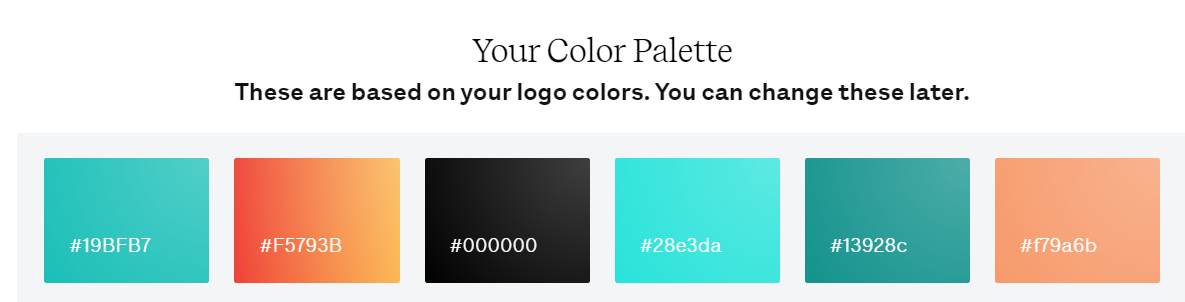 Your Color Palette
These are based on your logo colors. You can change these later.
#19BFB7 #F5793B #000000 #28e3da #13928c #f79a6b